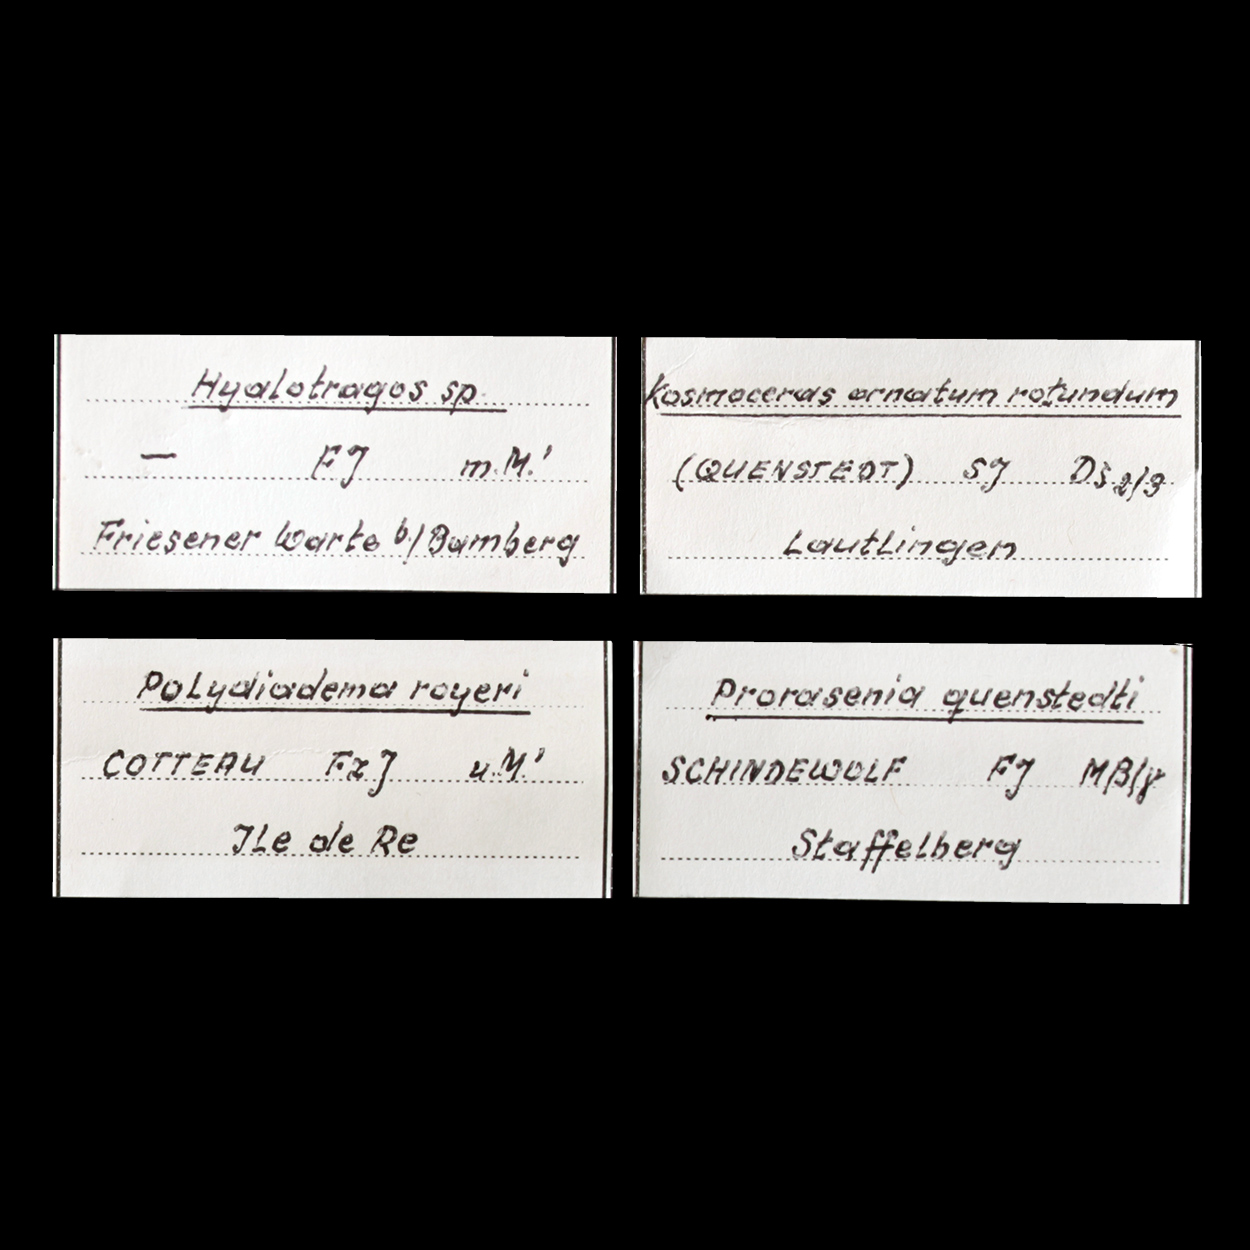 Hyalotragos sp.
— FJ m.M.'
Friesener Warte b/Bamberg
Kosmoceras ornatum rotundum
(QUENSTEDT) SJ Dζ 2/3
Lautlingen
Polydiadema royeri
COTTEAU FzJ u.M.'
Ile de Re
Prorasenia quenstedti
SCHINDEWOLF FJ Mβ/γ
Staffelberg